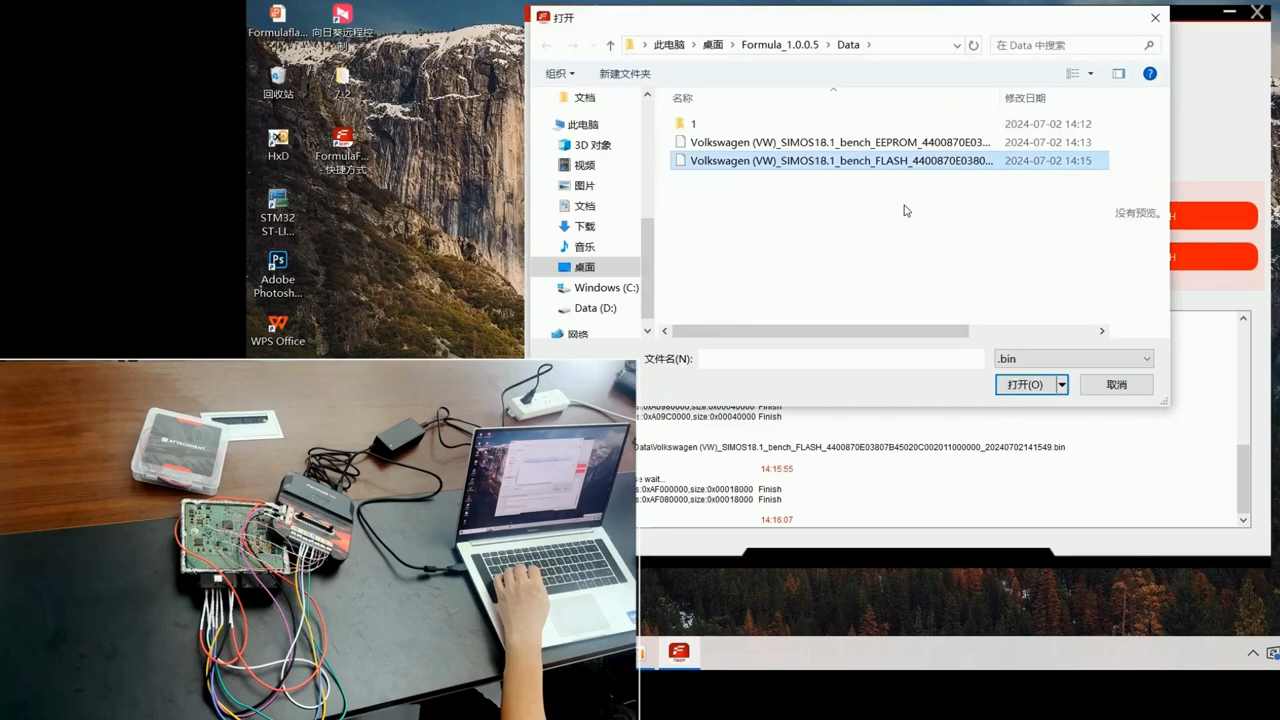 Formulafla...
向日葵远程控制
回收站
7_2
HxD
FormulaF... - 快捷方式
STM32 ST-LI...
Adobe Photosh...
WPS Office
打开
此电脑 > 桌面 > Formula_1.0.0.5 > Data >
在 Data 中搜索
组织
新建文件夹
文档
此电脑
3D 对象
视频
图片
文档
下载
音乐
桌面
Windows (C:)
Data (D:)
网络
名称
修改日期
1
2024-07-02 14:12
Volkswagen (VW)_SIMOS18.1_bench_EEPROM_4400870E03...
2024-07-02 14:13
Volkswagen (VW)_SIMOS18.1_bench_FLASH_4400870E0380...
2024-07-02 14:15
没有预览。
H
H
文件名(N):
.bin
打开(O)
取消
s:0xA0980000,size:0x00040000 Finish
s:0xA09C0000,size:0x00040000 Finish
Data\Volkswagen (VW)_SIMOS18.1_bench_FLASH_4400870E03807B45020C002011000000_20240702141549.bin
14:15:55
e wait...
s:0xAF000000,size:0x00018000 Finish
s:0xAF080000,size:0x00018000 Finish
14:16:07
ATTACHMENT